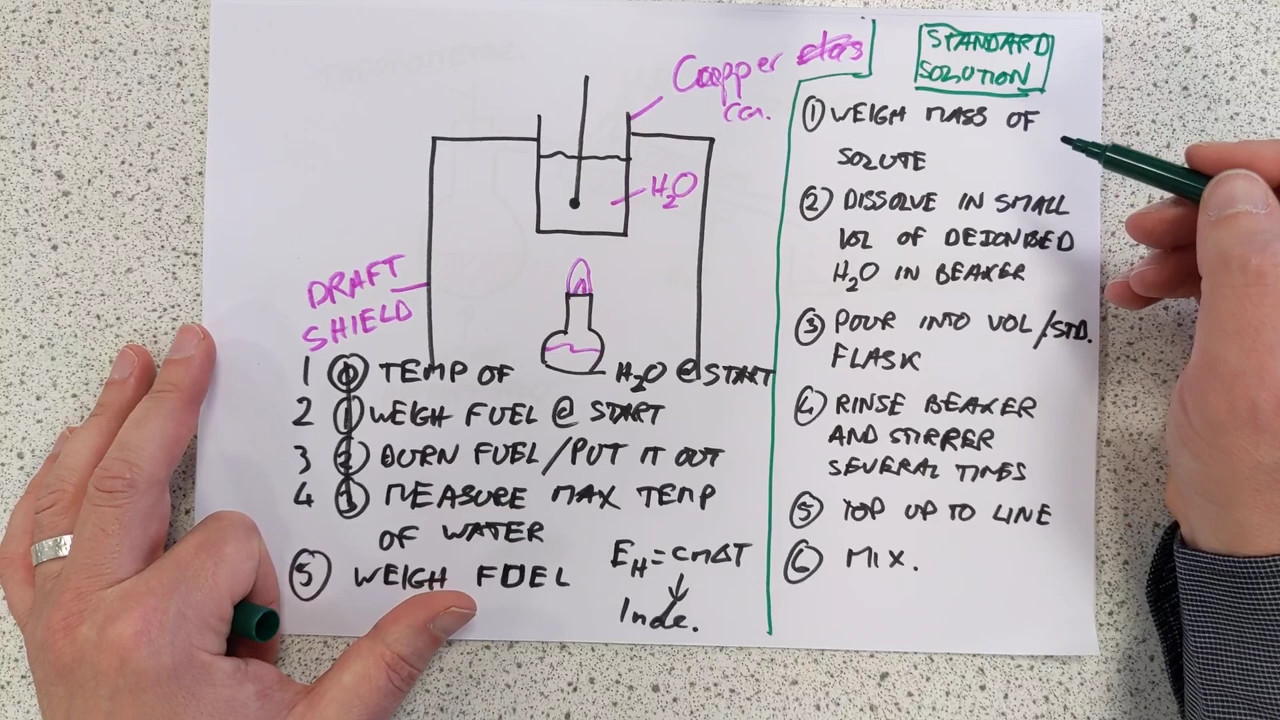 Copper
can.
H₂O
DRAFT
SHIELD
1 TEMP OF H₂O @ START
2 ① WEIGH FUEL @ START
3 ② BURN FUEL/PUT IT OUT
4 ③ MEASURE MAX TEMP
OF WATER
⑤ WEIGH FUEL
E_H = cmΔT
↓
STANDARD
SOLUTION
① WEIGH MASS OF
SOLUTE
② DISSOLVE IN SMALL
VOL OF DEIONISED
H₂O IN BEAKER
③ POUR INTO VOL/STD.
FLASK
④ RINSE BEAKER
AND STIRRER
SEVERAL TIMES
⑤ TOP UP TO LINE
⑥ MIX.